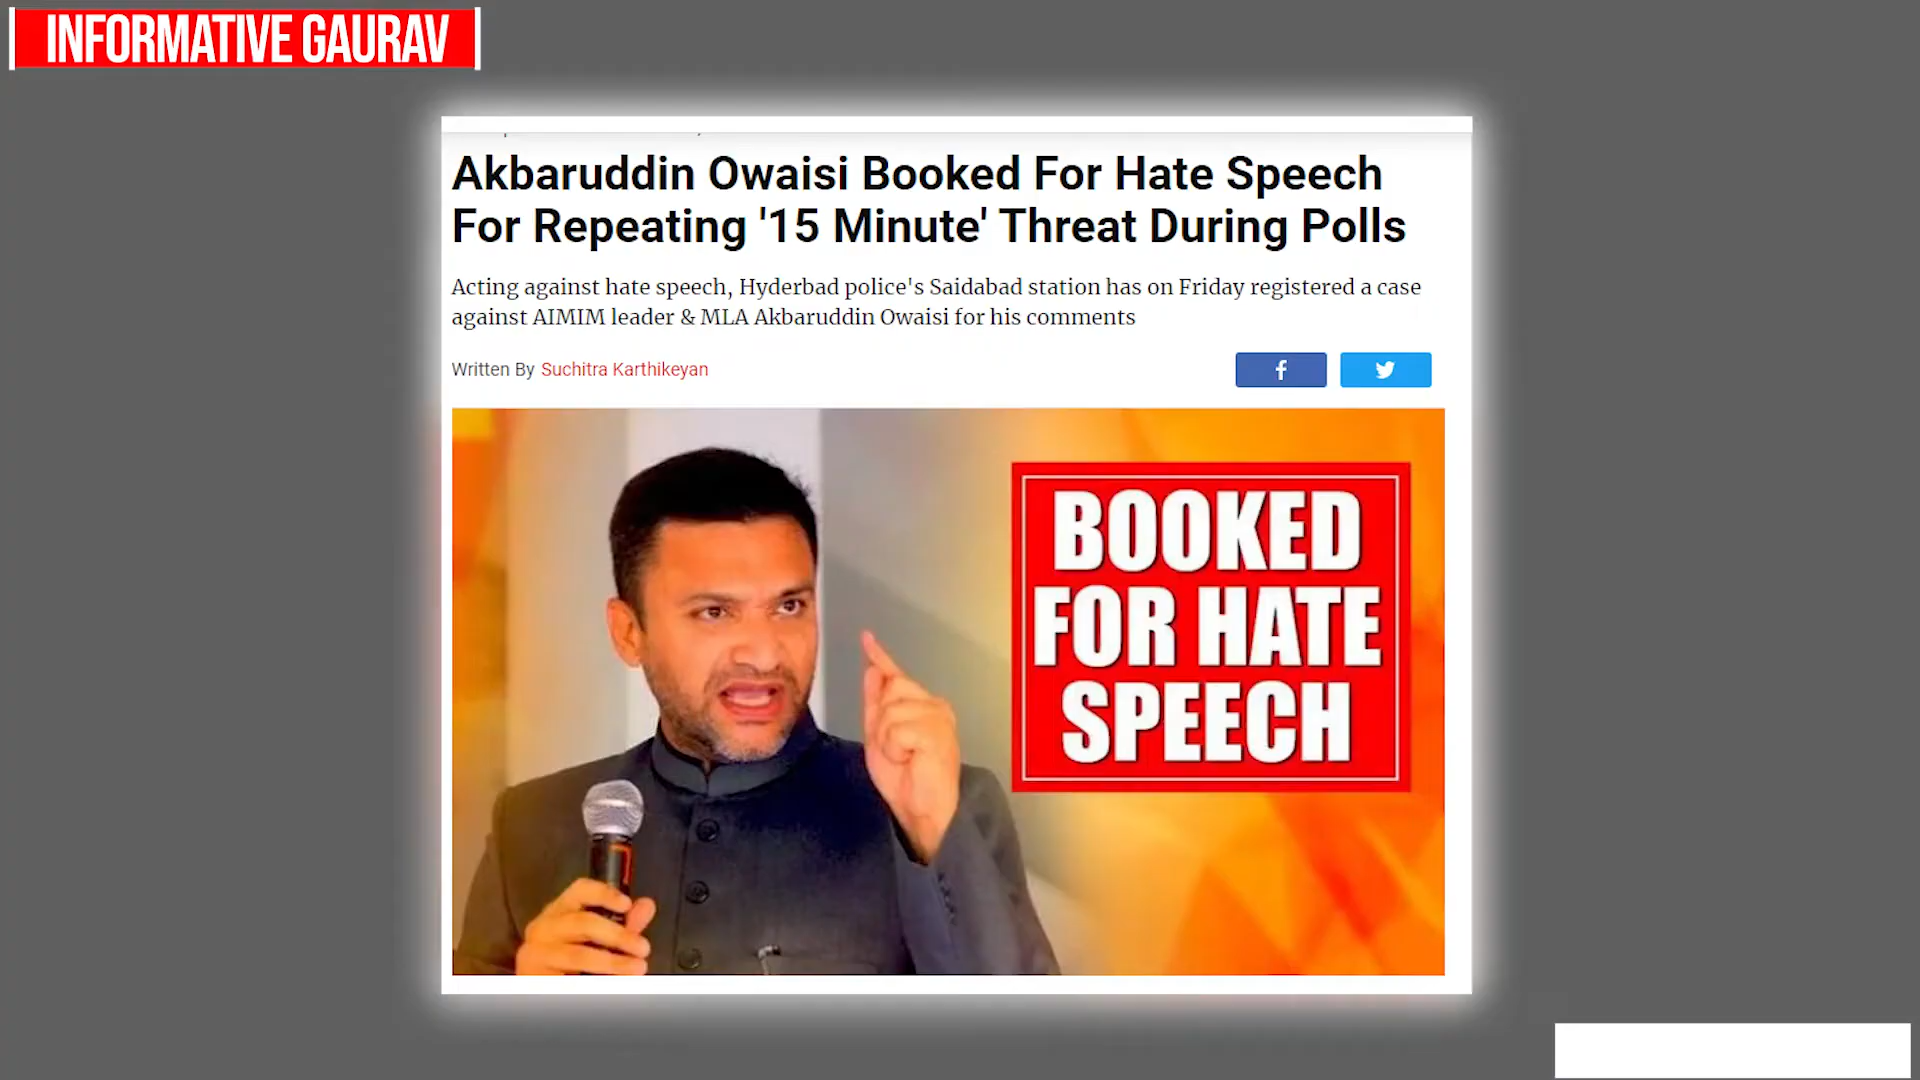 INFORMATIVE GAURAV
Akbaruddin Owaisi Booked For Hate Speech
For Repeating '15 Minute' Threat During Polls
Acting against hate speech, Hyderbad police's Saidabad station has on Friday registered a case
against AIMIM leader & MLA Akbaruddin Owaisi for his comments
Written By Suchitra Karthikeyan
BOOKED
FOR HATE
SPEECH